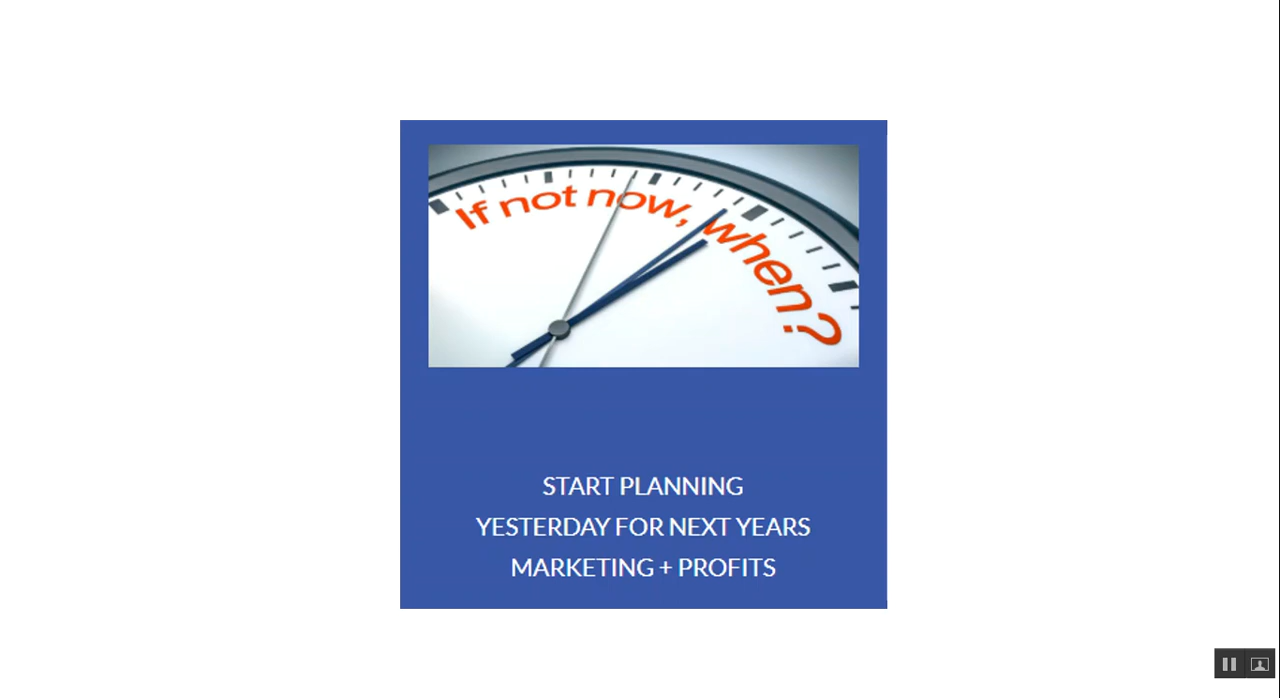 If not now, when?
START PLANNING
YESTERDAY FOR NEXT YEARS
MARKETING + PROFITS